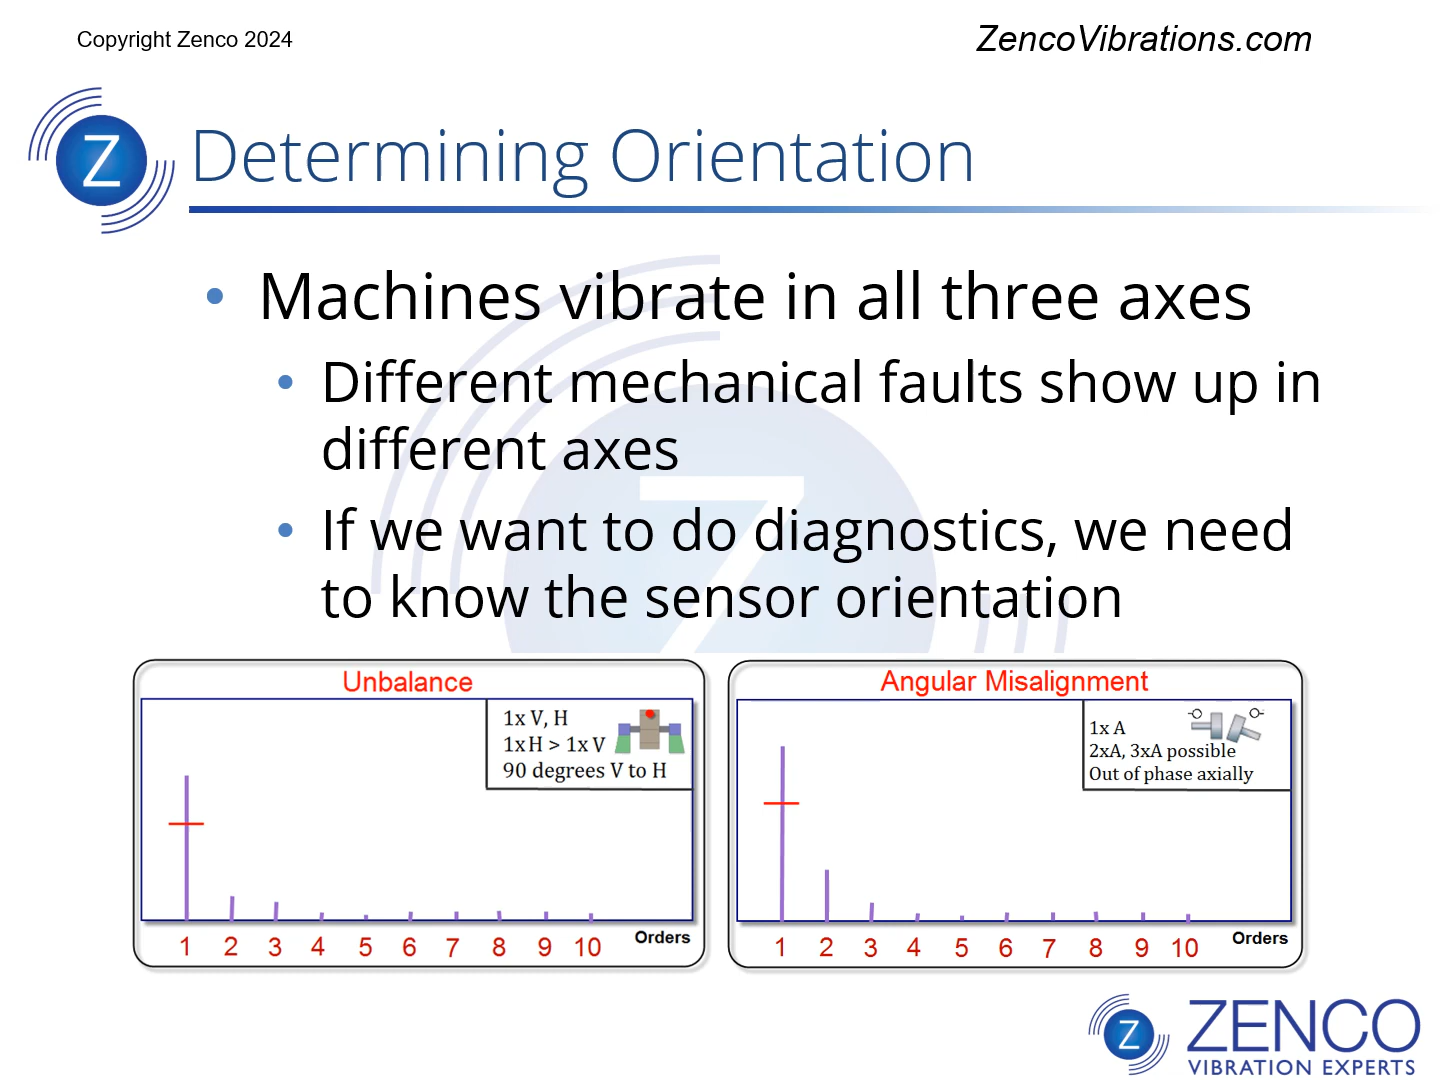 Copyright Zenco 2024
ZencoVibrations.com
Z
Determining Orientation
• Machines vibrate in all three axes
• Different mechanical faults show up in
different axes
• If we want to do diagnostics, we need
to know the sensor orientation
Unbalance
1x V, H
1x H > 1x V
90 degrees V to H
1 2 3 4 5 6 7 8 9 10 Orders
Angular Misalignment
1x A
2xA, 3xA possible
Out of phase axially
1 2 3 4 5 6 7 8 9 10 Orders
Z
ZENCO
VIBRATION EXPERTS